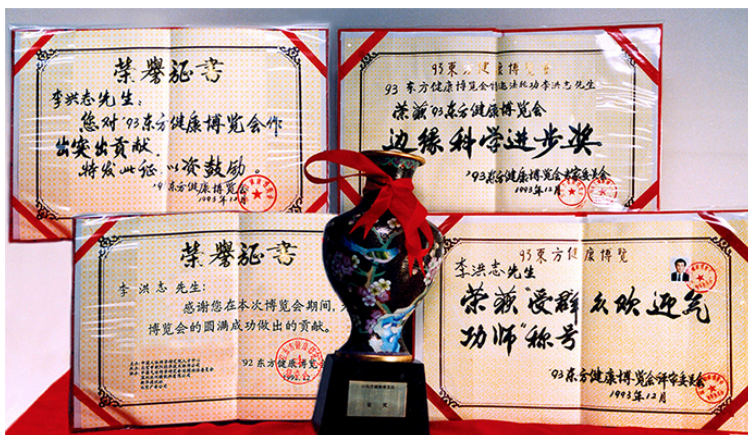 荣誉证书
李洪志先生:
您对'93东方健康博览会作
出突出贡献.
特发此证 以资鼓励。
'93东方健康博览会
1993年12月
93東方健康博览會
93东方健康博览会 法轮功李洪志先生
荣获'93东方健康博览会
边缘科学进步奖
'93东方健康博览会专家委员会
1993年12月
荣誉证书
李洪志 先生:
感谢您在本次博览会期间,
博览会的圆满成功做出的贡献。
'92东方健康博览
1992.12
93東方健康博览
李洪志先生
荣获"受群众欢迎气
功师"称号
'93东方健康博览会评审委员会
1993年12月